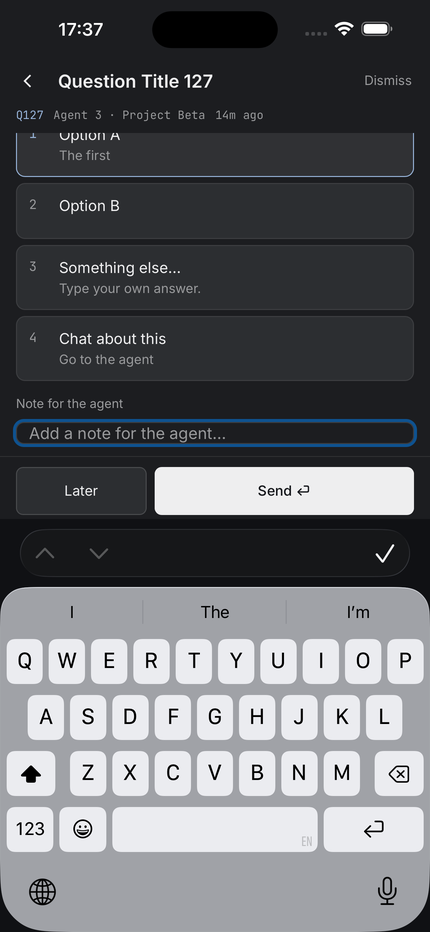 17:37
Question Title 127
Dismiss
Q127 Agent 3 · Project Beta 14m ago
1 Option A
The first
2 Option B
3 Something else...
Type your own answer.
4 Chat about this
Go to the agent
Note for the agent
Add a note for the agent...
Later
Send ⏎
I The I'm
Q W E R T Y U I O P
A S D F G H J K L
Z X C V B N M
123
EN